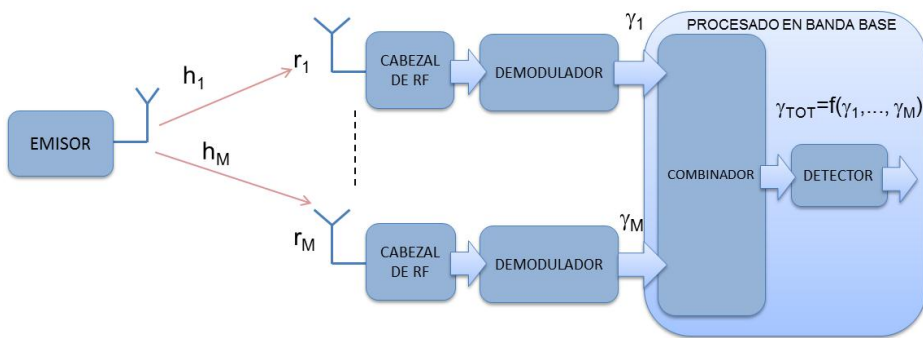 PROCESADO EN BANDA BASE
EMISOR
h1
hM
r1
CABEZAL
DE RF
DEMODULADOR
γ1
rM
CABEZAL
DE RF
DEMODULADOR
γM
COMBINADOR
γTOT=f(γ1,..., γM)
DETECTOR